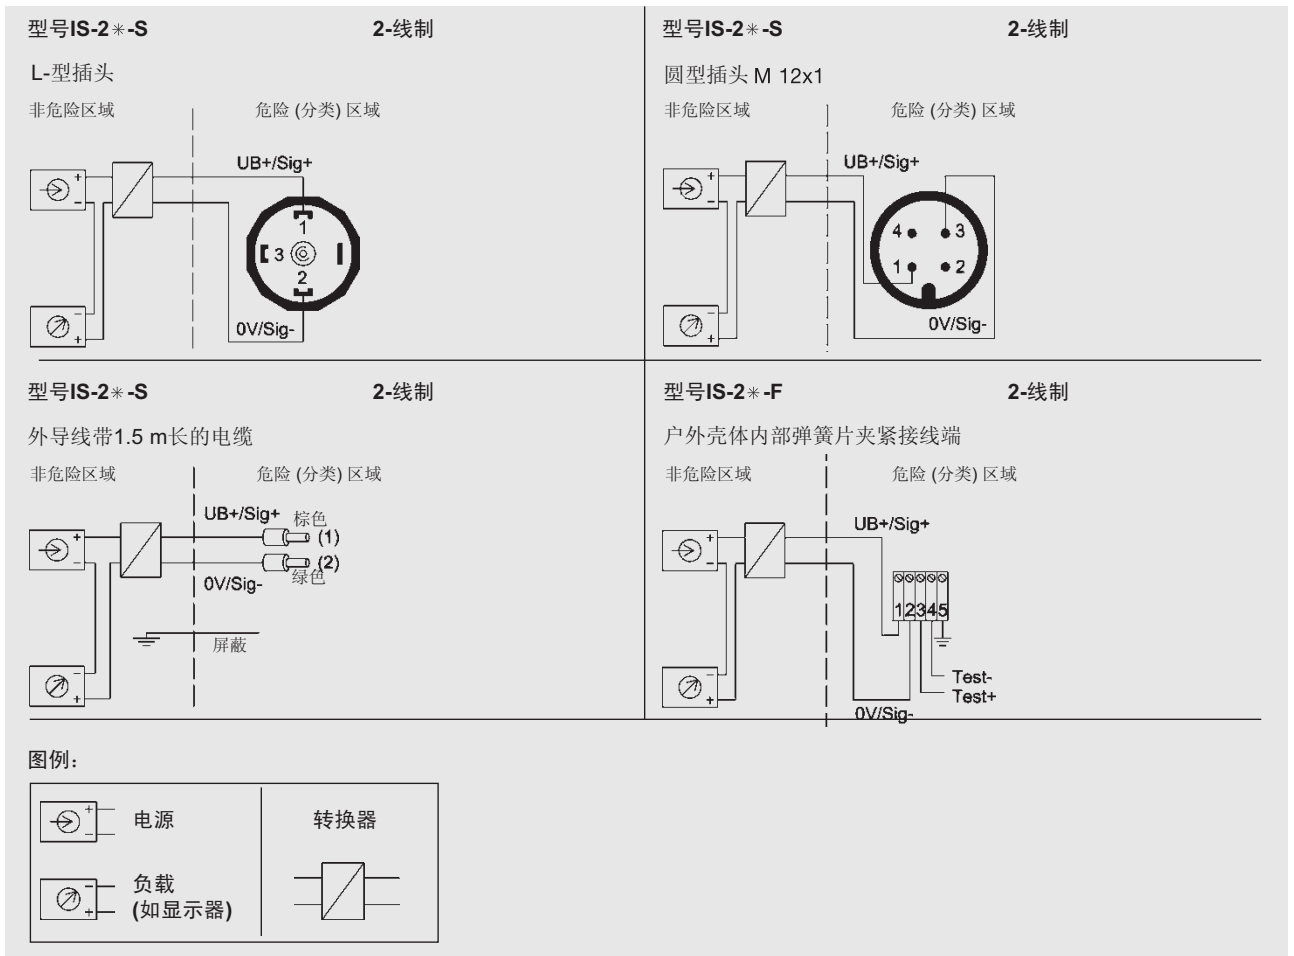 型号IS-2✳-S 2-线制
L-型插头
非危险区域 危险 (分类) 区域
UB+/Sig+
+
-
1
3
2
-
+
0V/Sig-
型号IS-2✳-S 2-线制
圆型插头 M 12x1
非危险区域 危险 (分类) 区域
UB+/Sig+
+
-
4 3
1 2
-
+
0V/Sig-
型号IS-2✳-S 2-线制
外导线带1.5 m长的电缆
非危险区域 危险 (分类) 区域
UB+/Sig+ 棕色
+
(1)
-
(2)
0V/Sig- 绿色
屏蔽
-
+
型号IS-2✳-F 2-线制
户外壳体内部弹簧片夹紧接线端
非危险区域 危险 (分类) 区域
UB+/Sig+
+
-
12345
-
+
Test-
Test+
0V/Sig-
图例:
+
-
电源
转换器
-
+
负载
(如显示器)